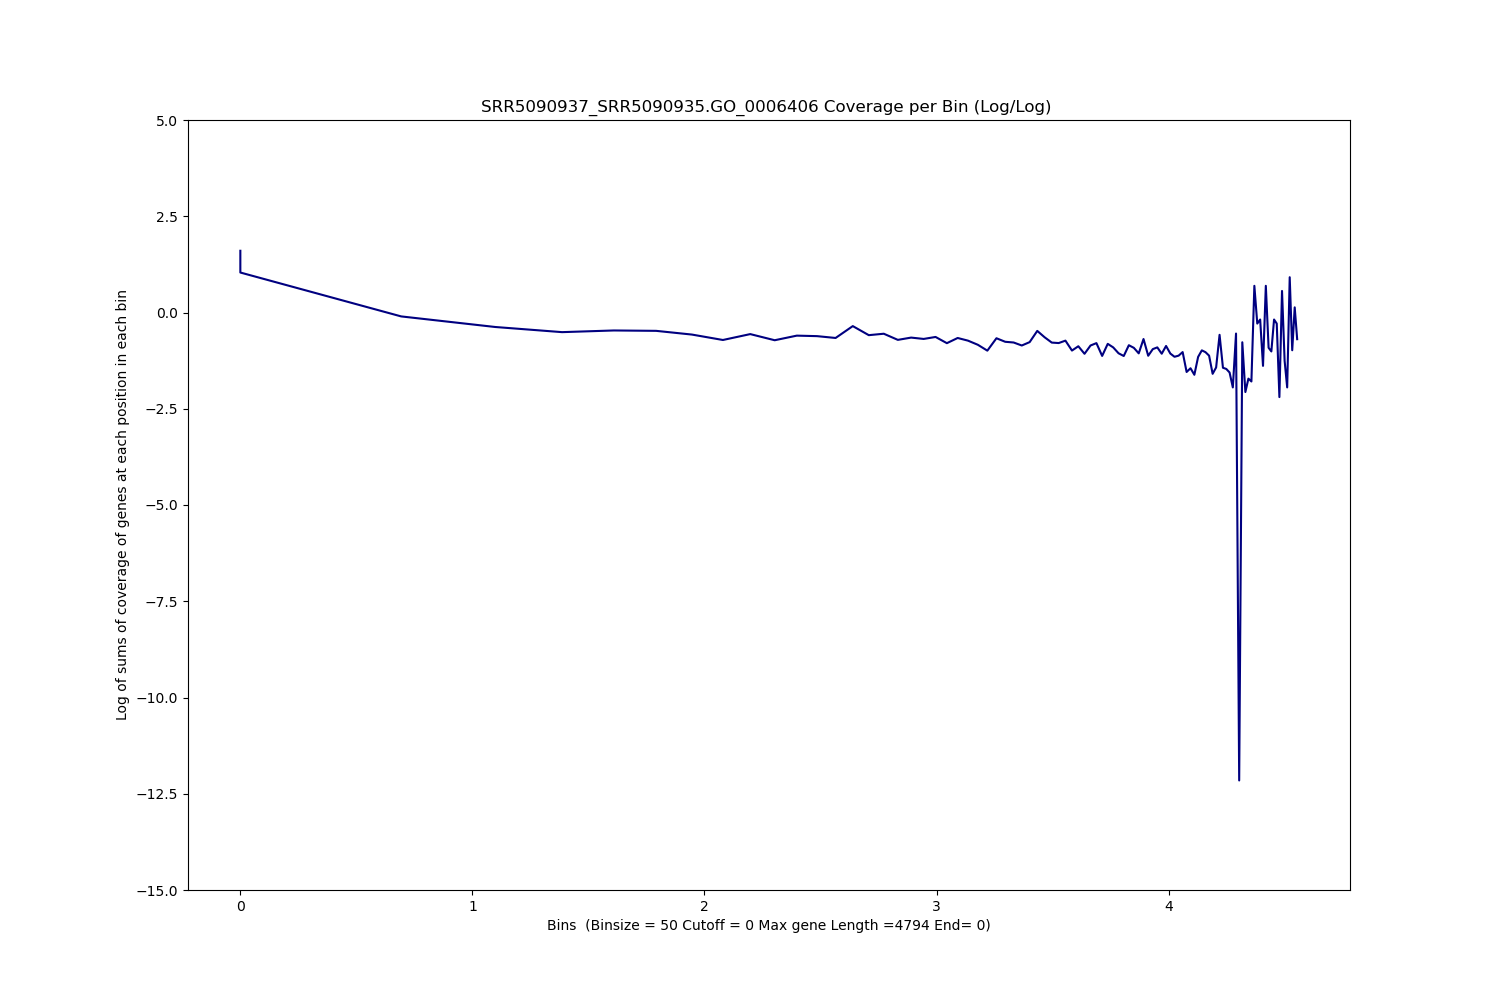 SRR5090937_SRR5090935.GO_0006406 Coverage per Bin (Log/Log)
5.0
2.5
0.0
−2.5
−5.0
−7.5
−10.0
−12.5
−15.0
Log of sums of coverage of genes at each position in each bin
0 1 2 3 4
Bins  (Binsize = 50 Cutoff = 0 Max gene Length =4794 End= 0)